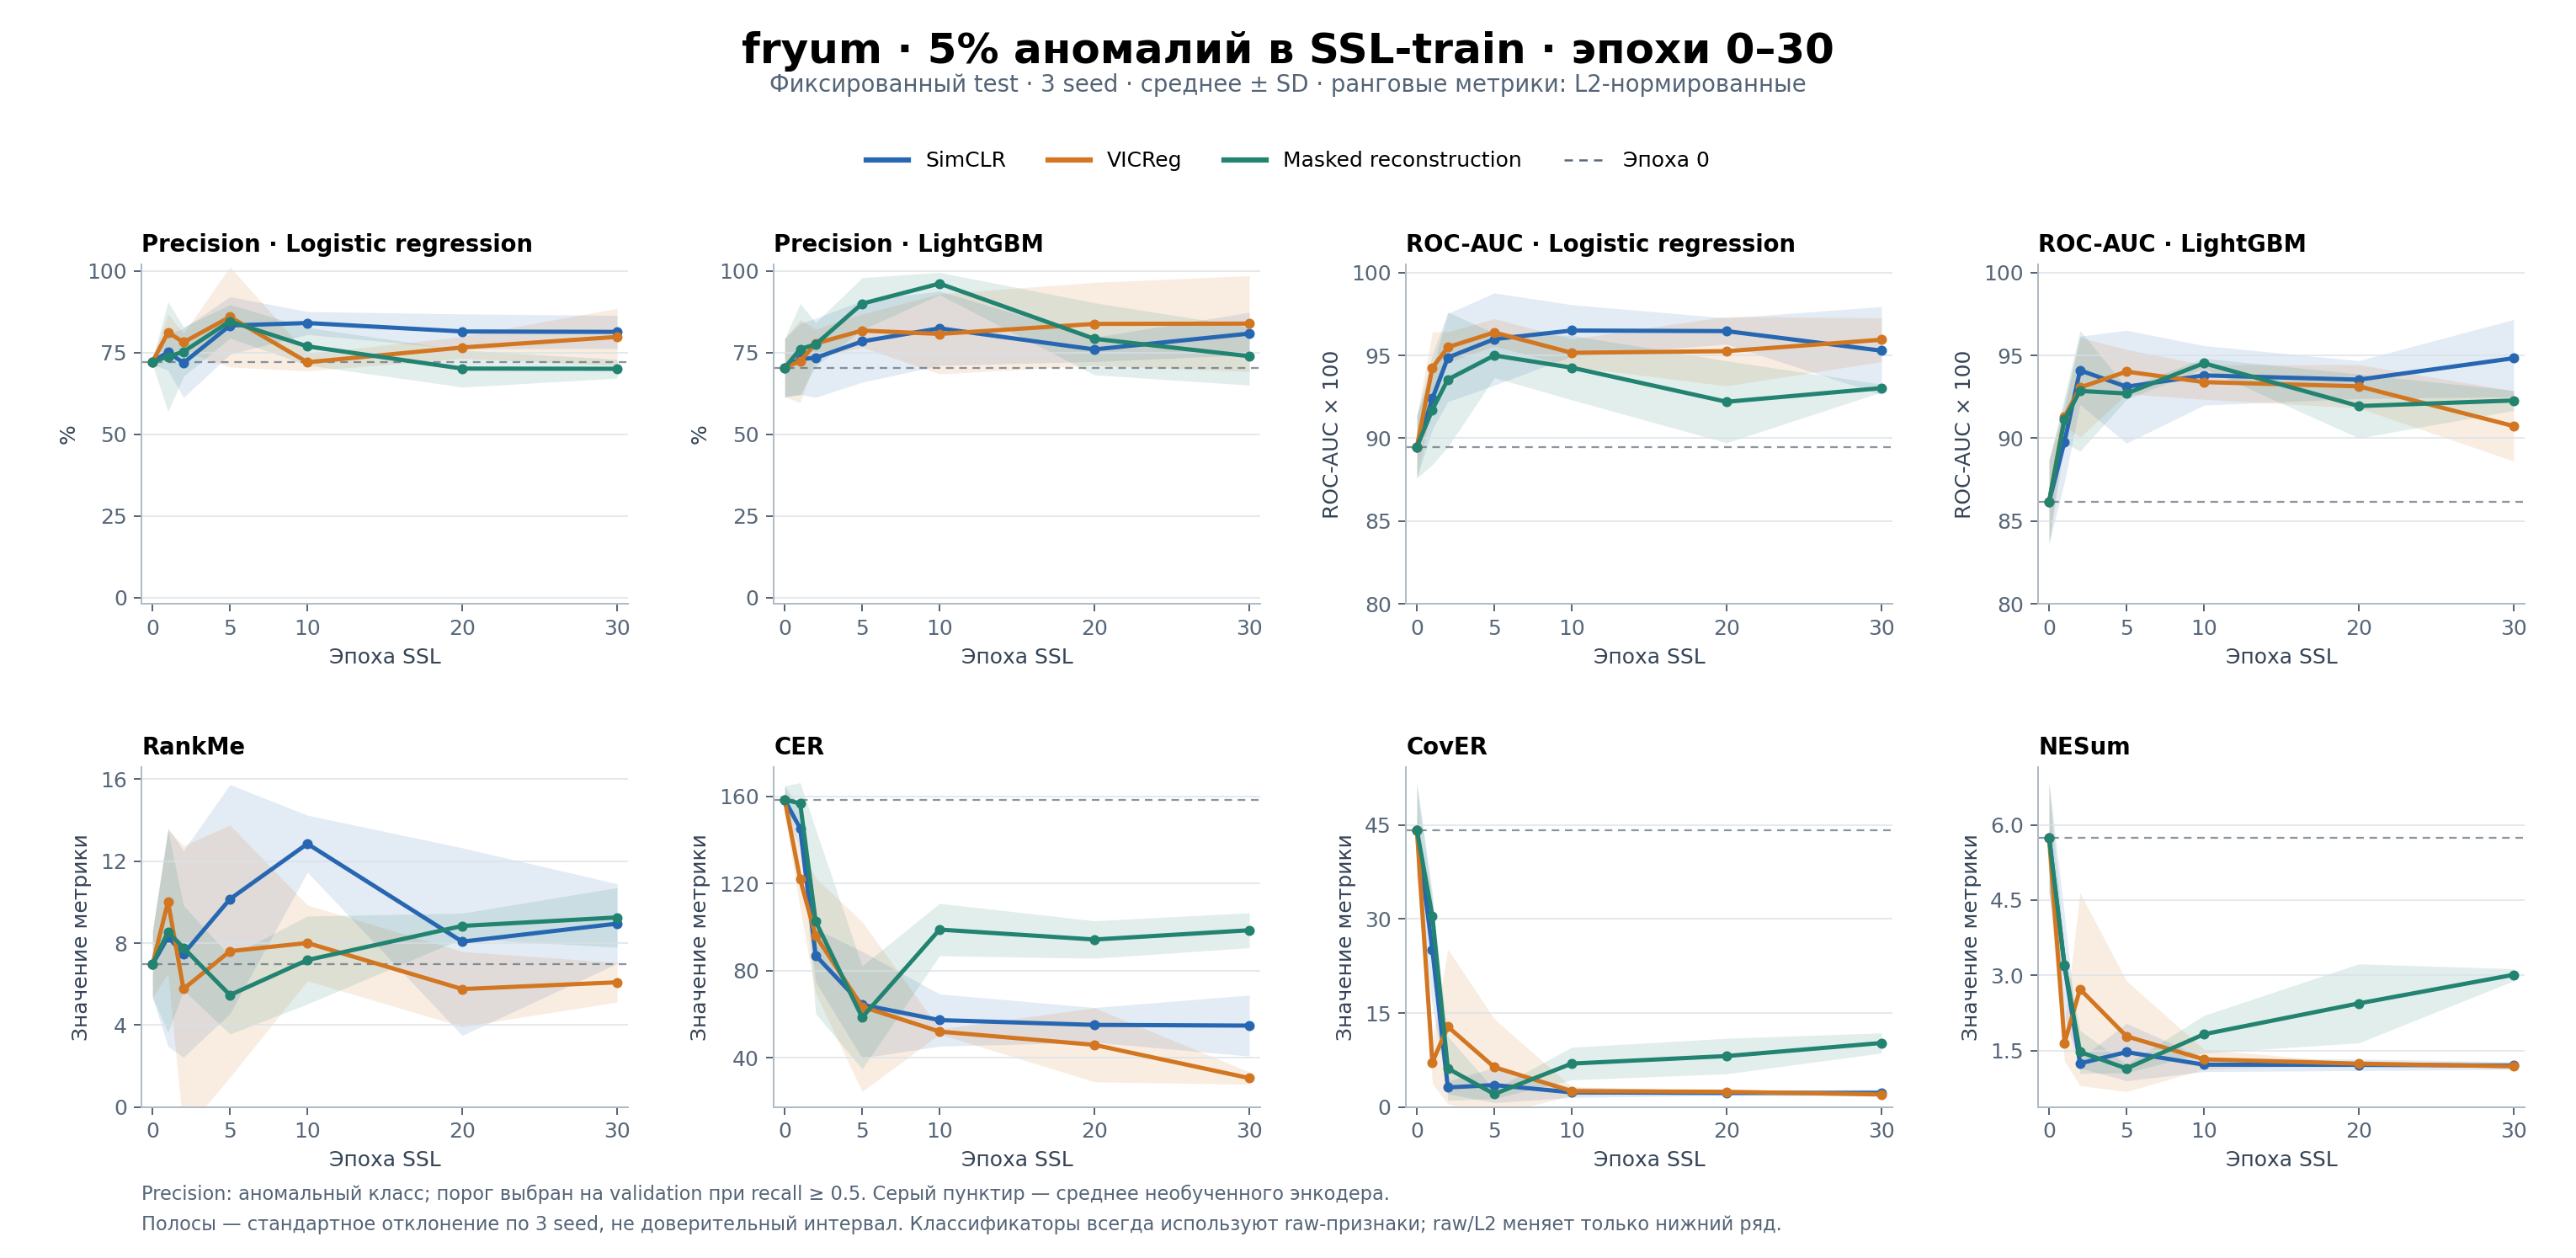 fryum · 5% аномалий в SSL-train · эпохи 0–30
Фиксированный test · 3 seed · среднее ± SD · ранговые метрики: L2-нормированные
SimCLR VICReg Masked reconstruction Эпоха 0
Precision · Logistic regression
100
75
50
25
0
%
0 5 10 20 30
Эпоха SSL
Precision · LightGBM
100
75
50
25
0
%
0 5 10 20 30
Эпоха SSL
ROC-AUC · Logistic regression
100
95
90
85
80
ROC-AUC × 100
0 5 10 20 30
Эпоха SSL
ROC-AUC · LightGBM
100
95
90
85
80
ROC-AUC × 100
0 5 10 20 30
Эпоха SSL
RankMe
16
12
8
4
0
Значение метрики
0 5 10 20 30
Эпоха SSL
CER
160
120
80
40
Значение метрики
0 5 10 20 30
Эпоха SSL
CovER
45
30
15
0
Значение метрики
0 5 10 20 30
Эпоха SSL
NESum
6.0
4.5
3.0
1.5
Значение метрики
0 5 10 20 30
Эпоха SSL
Precision: аномальный класс; порог выбран на validation при recall ≥ 0.5. Серый пунктир — среднее необученного энкодера.
Полосы — стандартное отклонение по 3 seed, не доверительный интервал. Классификаторы всегда используют raw-признаки; raw/L2 меняет только нижний ряд.